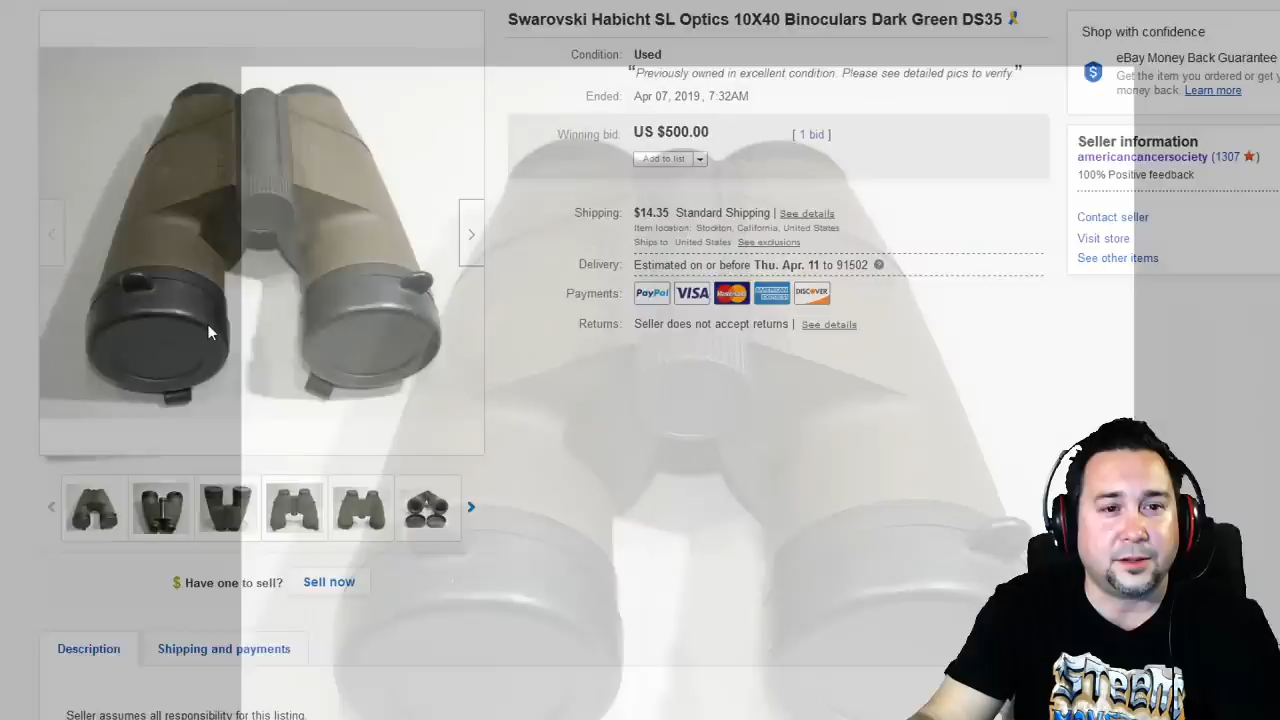 Swarovski Habicht SL Optics 10X40 Binoculars Dark Green DS35
Condition: Used
“Previously owned in excellent condition. Please see detailed pics to verify”
Ended: Apr 07, 2019 , 7:32AM
Winning bid: US $500.00 [ 1 bid ]
Add to list
Shipping: $14.35 Standard Shipping | See details
Item location: Stockton, California, United States
Ships to: United States See exclusions
Delivery: Estimated on or before Thu. Apr. 11 to 91502
Payments: PayPal VISA MasterCard AMERICAN EXPRESS DISCOVER
Returns: Seller does not accept returns | See details
Shop with confidence
eBay Money Back Guarantee
Get the item you ordered or get y
money back. Learn more
Seller information
americancancersociety (1307 )
100% Positive feedback
Contact seller
Visit store
See other items
$ Have one to sell? Sell now
Description Shipping and payments
Seller assumes all responsibility for this listing.
STEEM